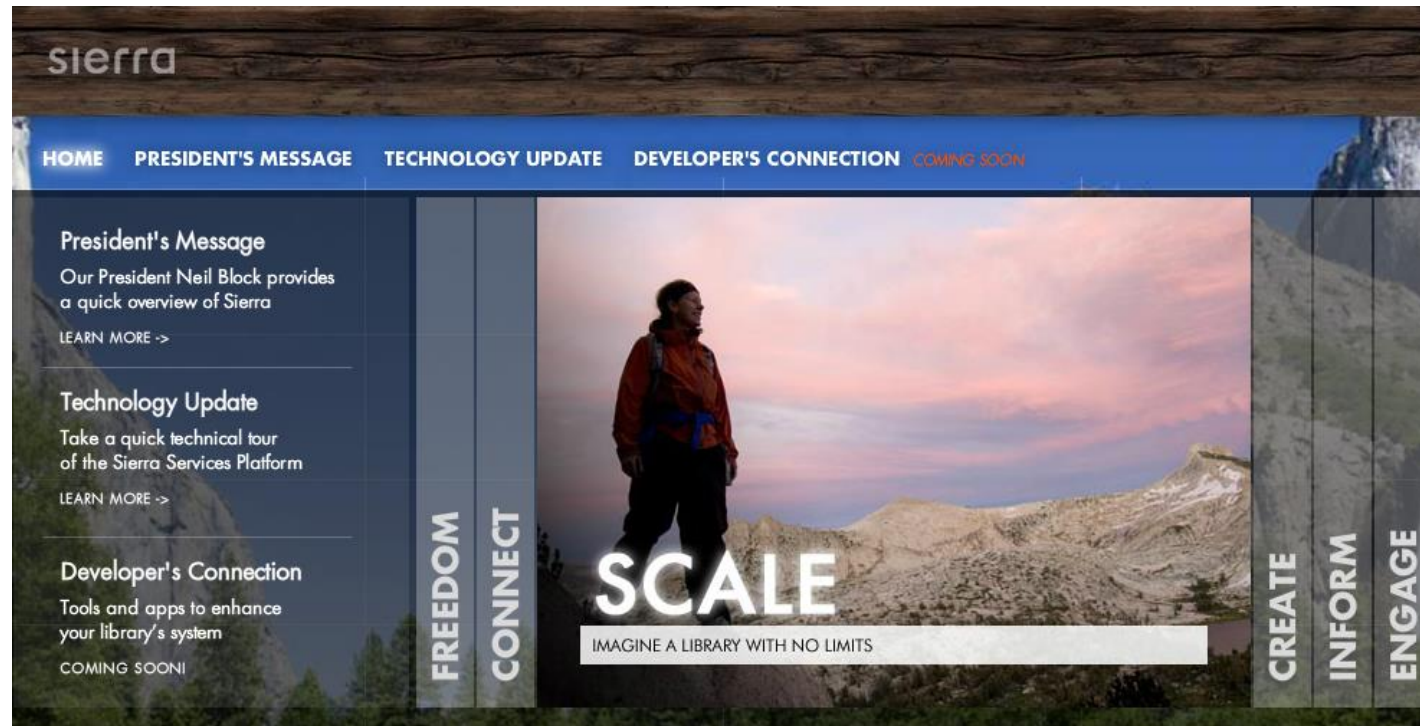 sierra
HOME PRESIDENT'S MESSAGE TECHNOLOGY UPDATE DEVELOPER'S CONNECTION COMING SOON
President's Message
Our President Neil Block provides
a quick overview of Sierra
LEARN MORE ->
Technology Update
Take a quick technical tour
of the Sierra Services Platform
LEARN MORE ->
Developer's Connection
Tools and apps to enhance
your library's system
COMING SOON!
FREEDOM
CONNECT
SCALE
IMAGINE A LIBRARY WITH NO LIMITS
CREATE
INFORM
ENGAGE